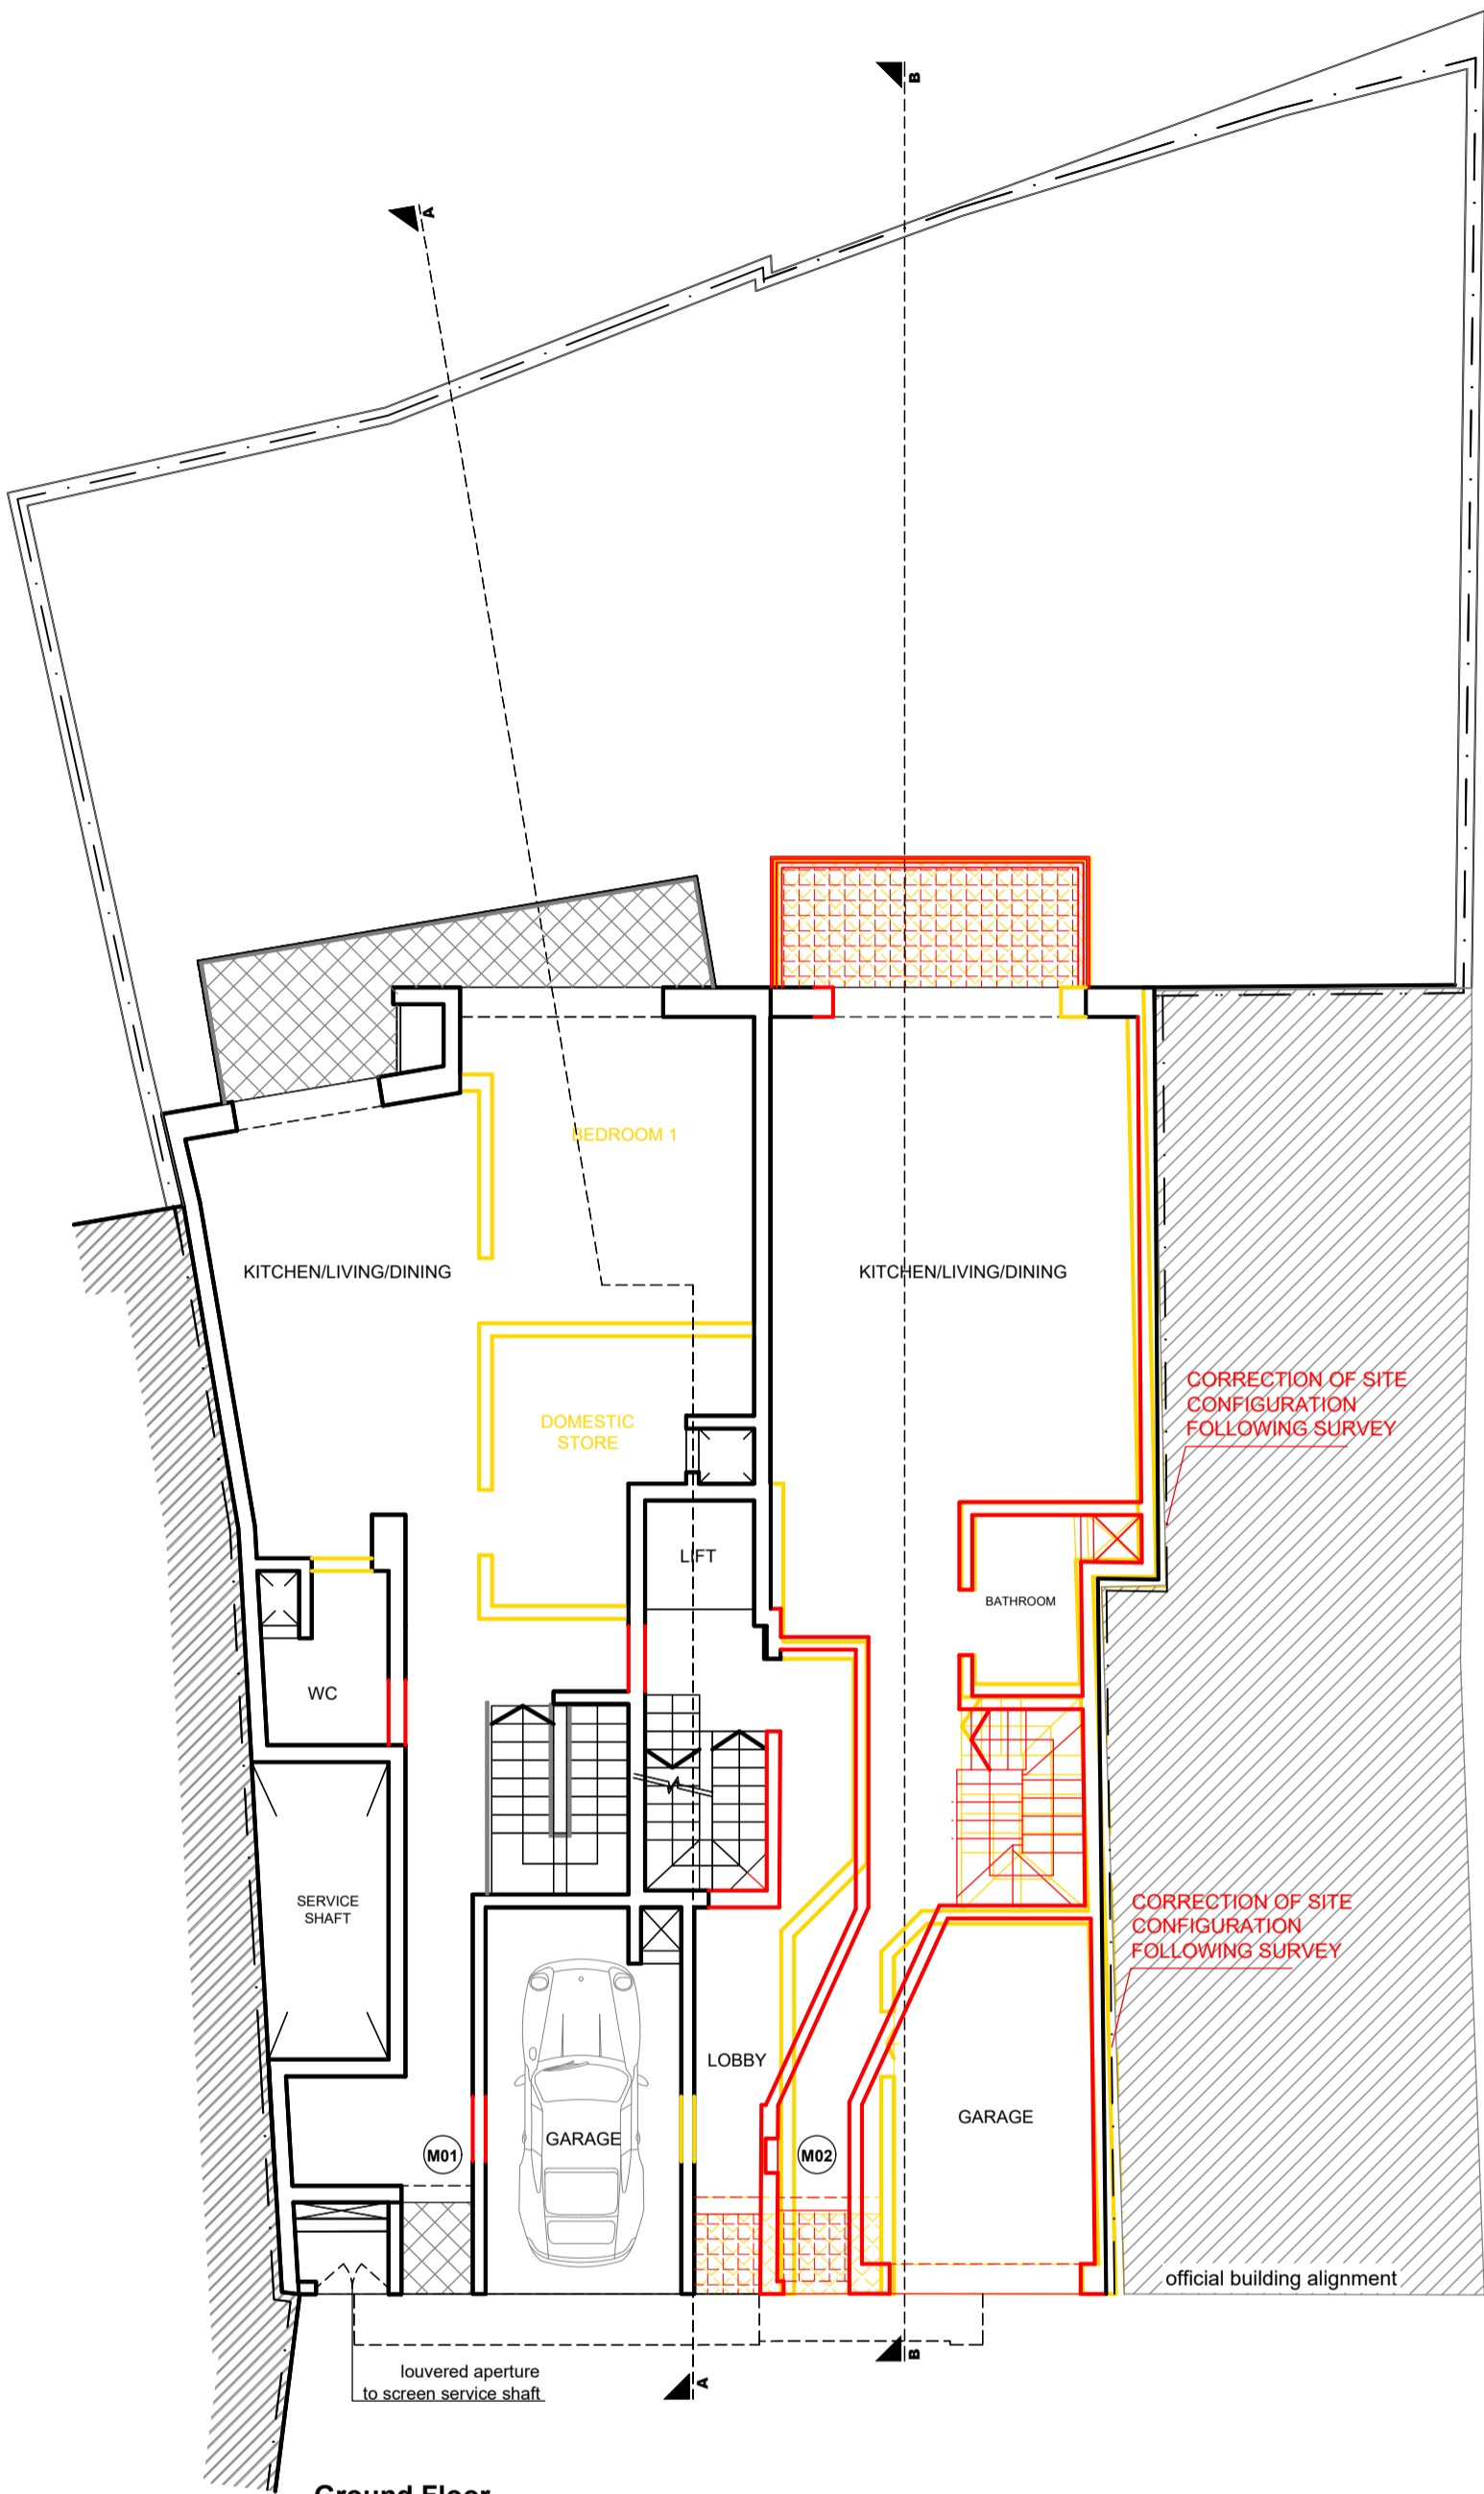 B
A
BEDROOM 1
KITCHEN/LIVING/DINING
KITCHEN/LIVING/DINING
CORRECTION OF SITE
CONFIGURATION
FOLLOWING SURVEY
DOMESTIC
STORE
LIFT
BATHROOM
WC
SERVICE
SHAFT
CORRECTION OF SITE
CONFIGURATION
FOLLOWING SURVEY
LOBBY
GARAGE
GARAGE
M01
M02
official building alignment
B
louvered aperture
to screen service shaft
A
Ground Floor